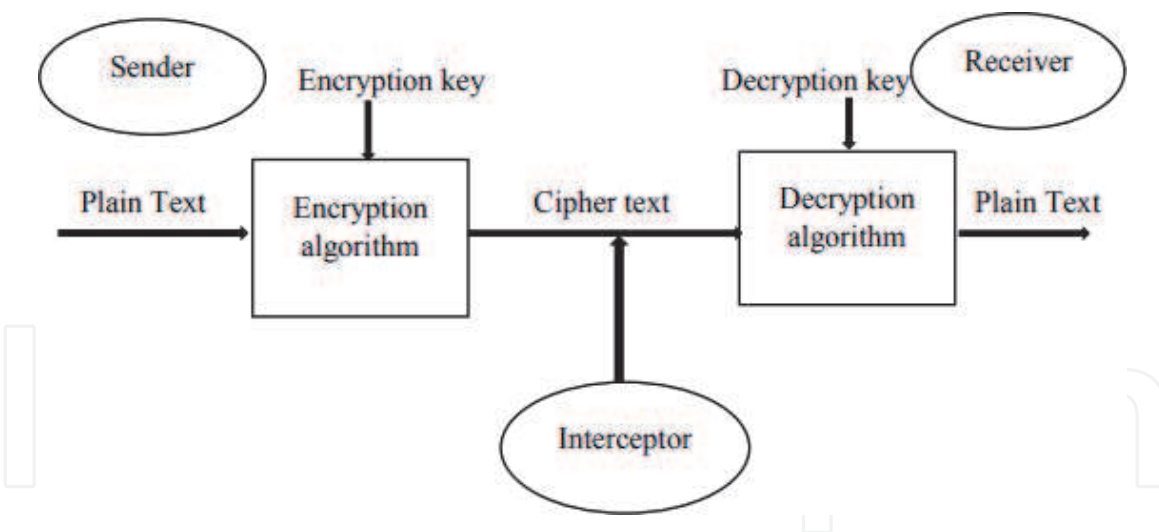 Sender
Receiver
Encryption key
Decryption key
Plain Text
Encryption
algorithm
Cipher text
Decryption
algorithm
Plain Text
Interceptor